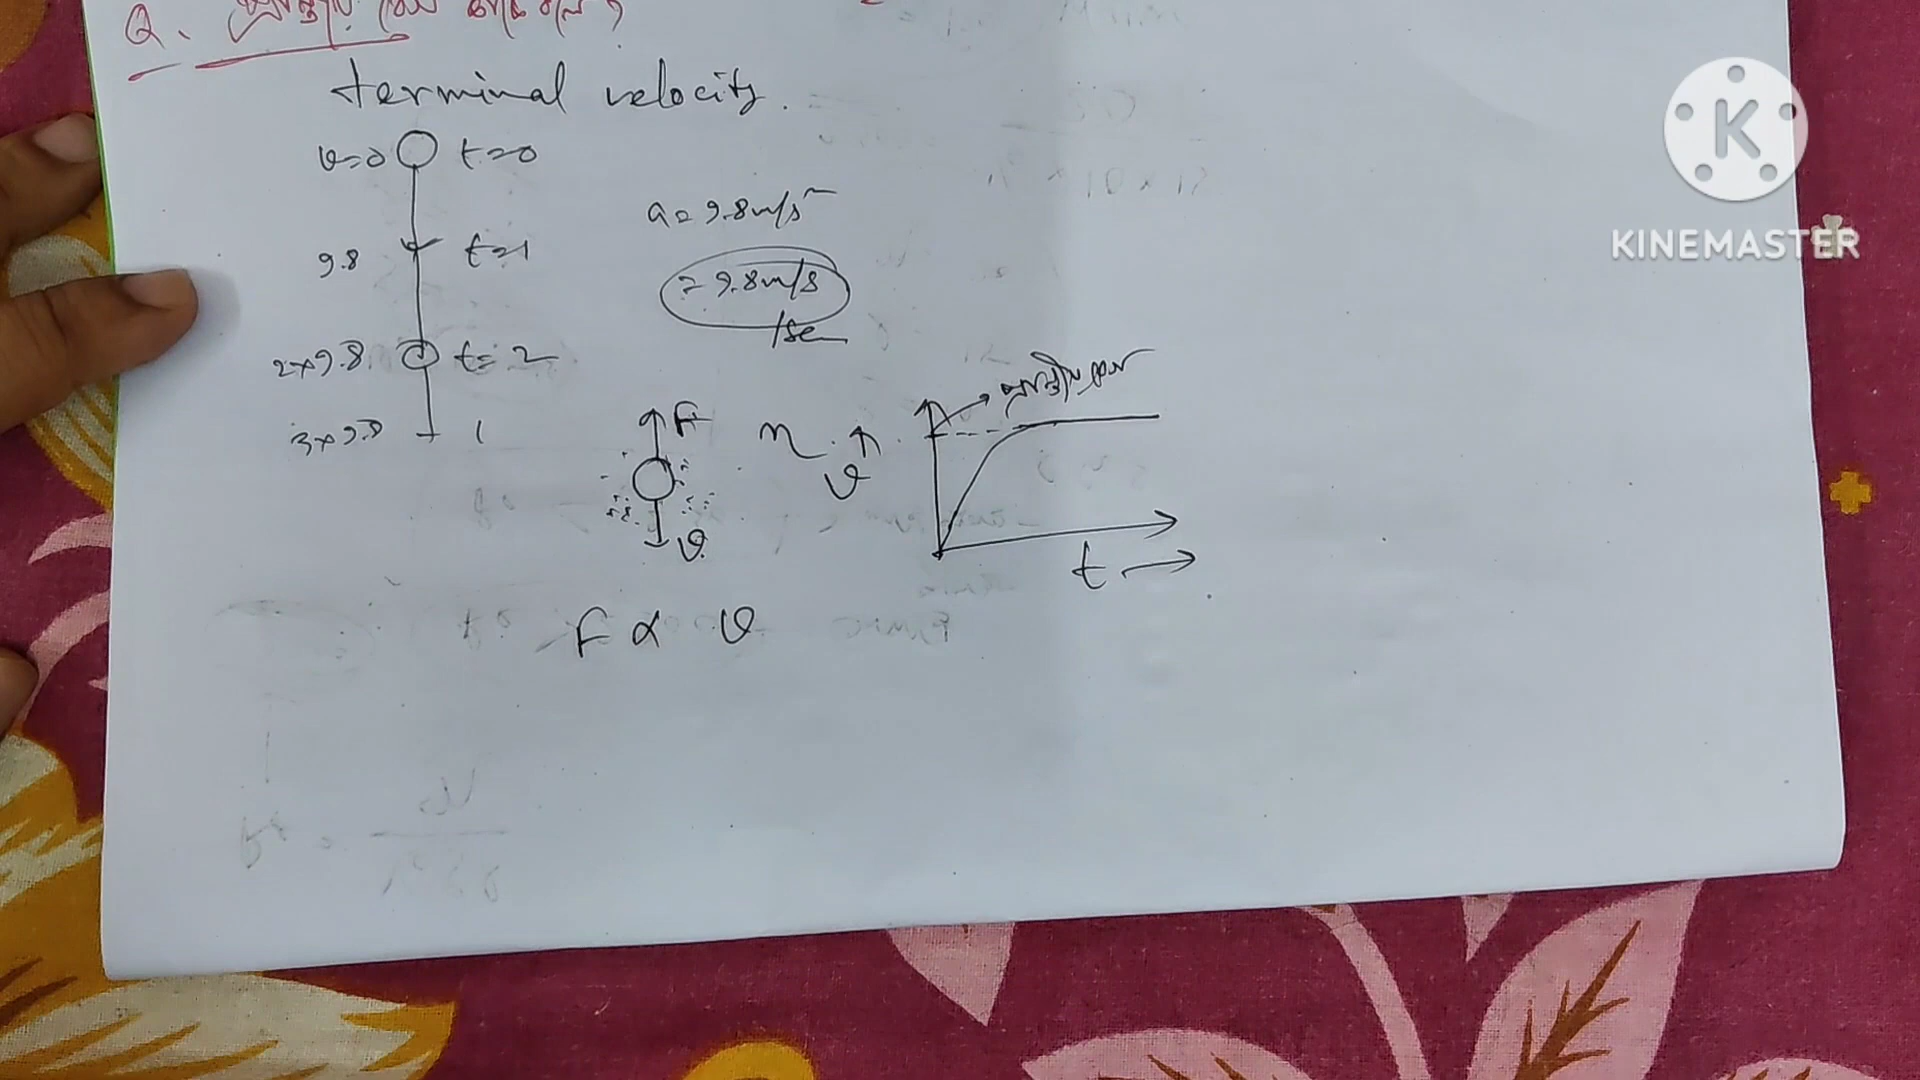 Q. প্রান্তীয় বেগ কাকে বলে?
terminal velocity.
v=0 t=0
a= 9.8m/s²
9.8 t=1
= 9.8m/s
/sec
2×9.8 t=2
3×9.8
প্রান্তীয় বেগ
F
η v
v
t
F ∝ v
KINEMASTER